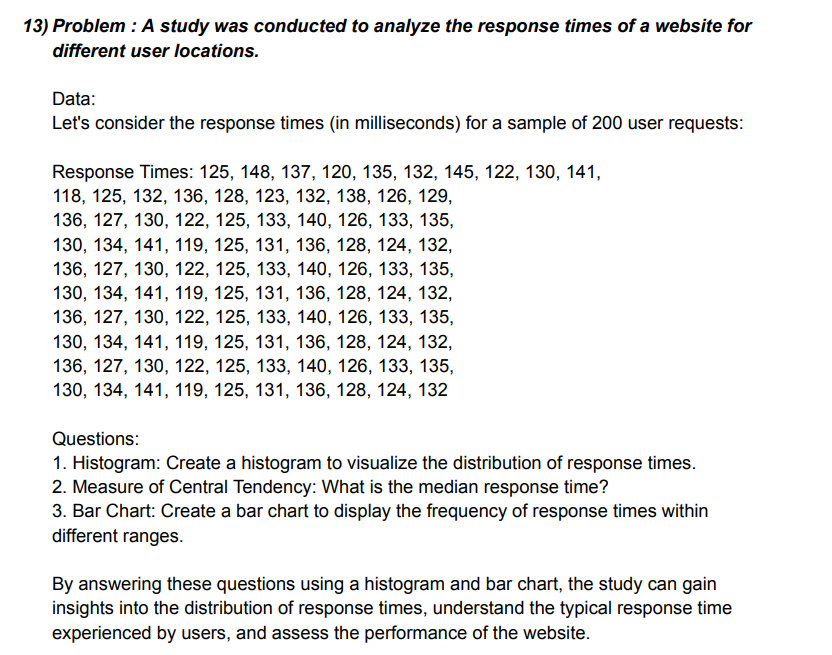 13) Problem : A study was conducted to analyze the response times of a website for
different user locations.
Data:
Let's consider the response times (in milliseconds) for a sample of 200 user requests:
Response Times: 125, 148, 137, 120, 135, 132, 145, 122, 130, 141,
118, 125, 132, 136, 128, 123, 132, 138, 126, 129,
136, 127, 130, 122, 125, 133, 140, 126, 133, 135,
130, 134, 141, 119, 125, 131, 136, 128, 124, 132,
136, 127, 130, 122, 125, 133, 140, 126, 133, 135,
130, 134, 141, 119, 125, 131, 136, 128, 124, 132,
136, 127, 130, 122, 125, 133, 140, 126, 133, 135,
130, 134, 141, 119, 125, 131, 136, 128, 124, 132,
136, 127, 130, 122, 125, 133, 140, 126, 133, 135,
130, 134, 141, 119, 125, 131, 136, 128, 124, 132
Questions:
1. Histogram: Create a histogram to visualize the distribution of response times.
2. Measure of Central Tendency: What is the median response time?
3. Bar Chart: Create a bar chart to display the frequency of response times within
different ranges.
By answering these questions using a histogram and bar chart, the study can gain
insights into the distribution of response times, understand the typical response time
experienced by users, and assess the performance of the website.